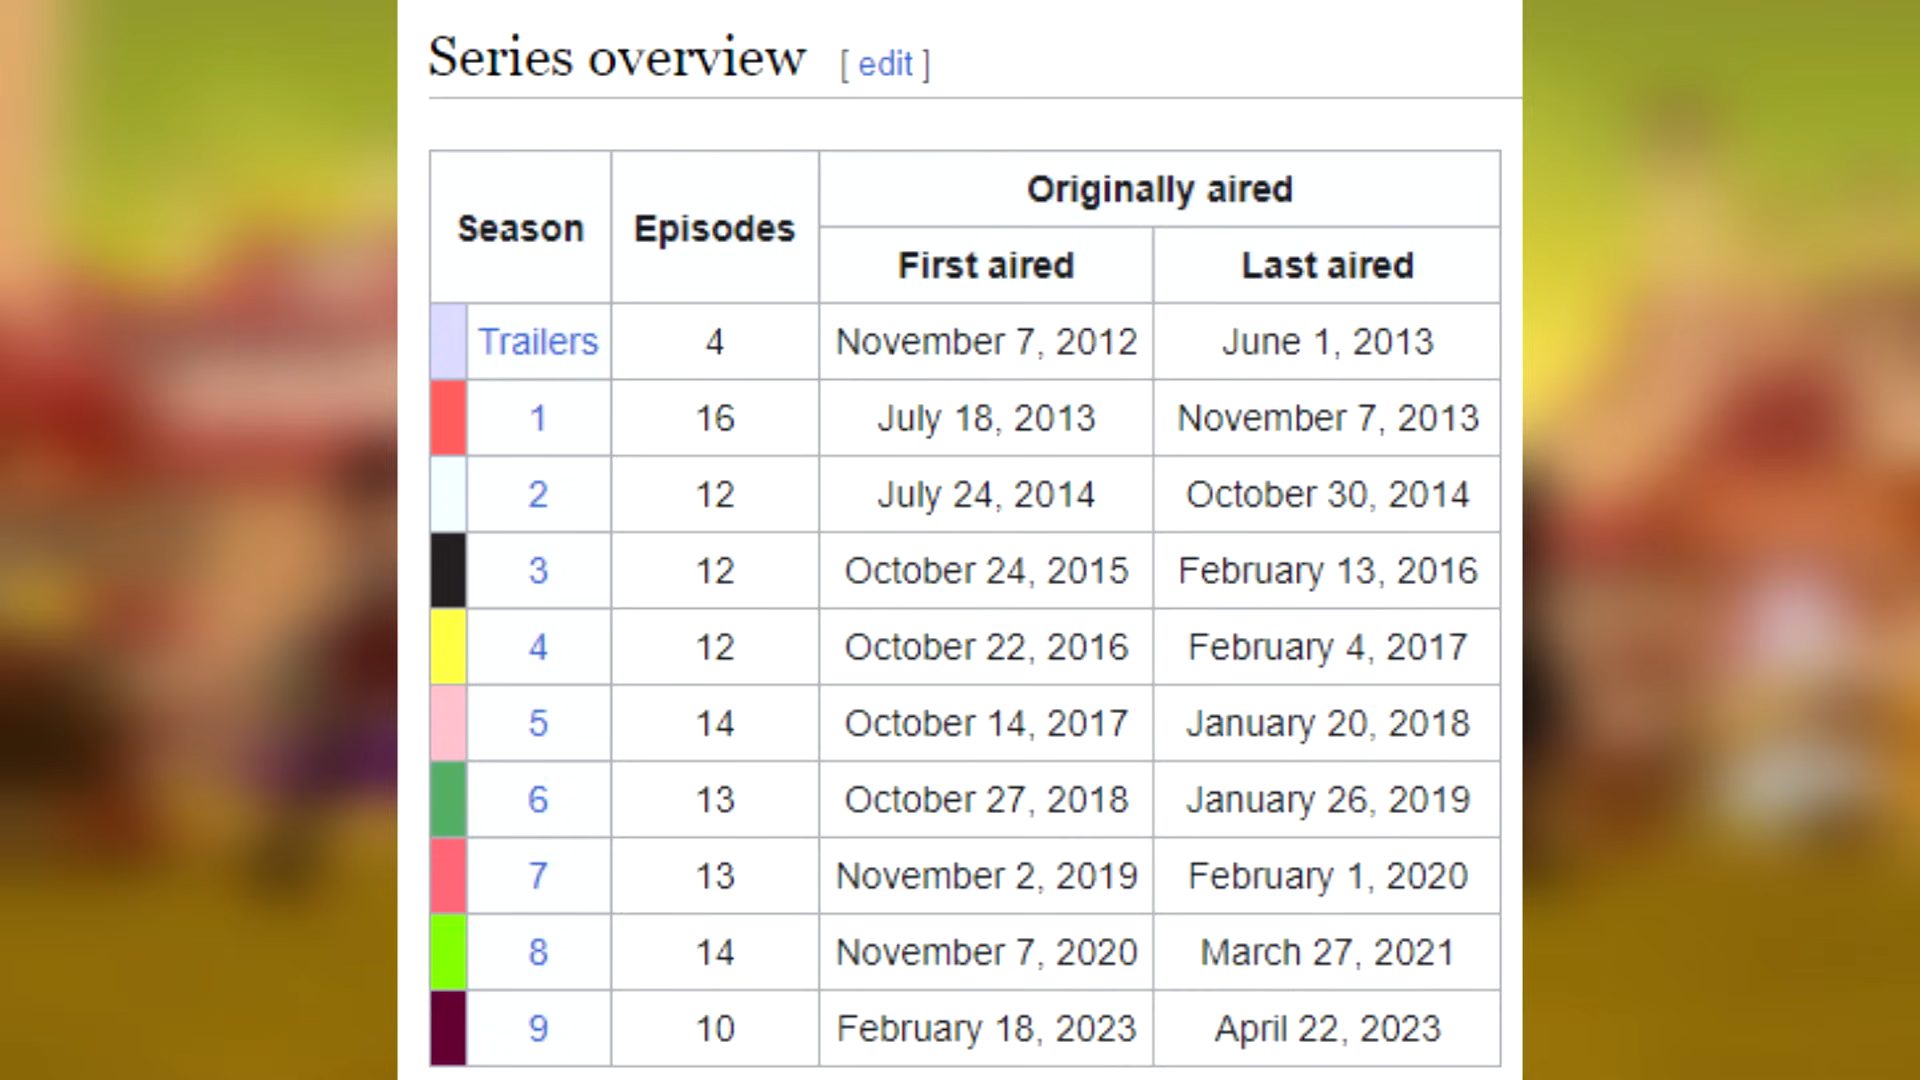 Series overview [ edit ]
Season Episodes Originally aired
First aired Last aired
Trailers 4 November 7, 2012 June 1, 2013
1 16 July 18, 2013 November 7, 2013
2 12 July 24, 2014 October 30, 2014
3 12 October 24, 2015 February 13, 2016
4 12 October 22, 2016 February 4, 2017
5 14 October 14, 2017 January 20, 2018
6 13 October 27, 2018 January 26, 2019
7 13 November 2, 2019 February 1, 2020
8 14 November 7, 2020 March 27, 2021
9 10 February 18, 2023 April 22, 2023